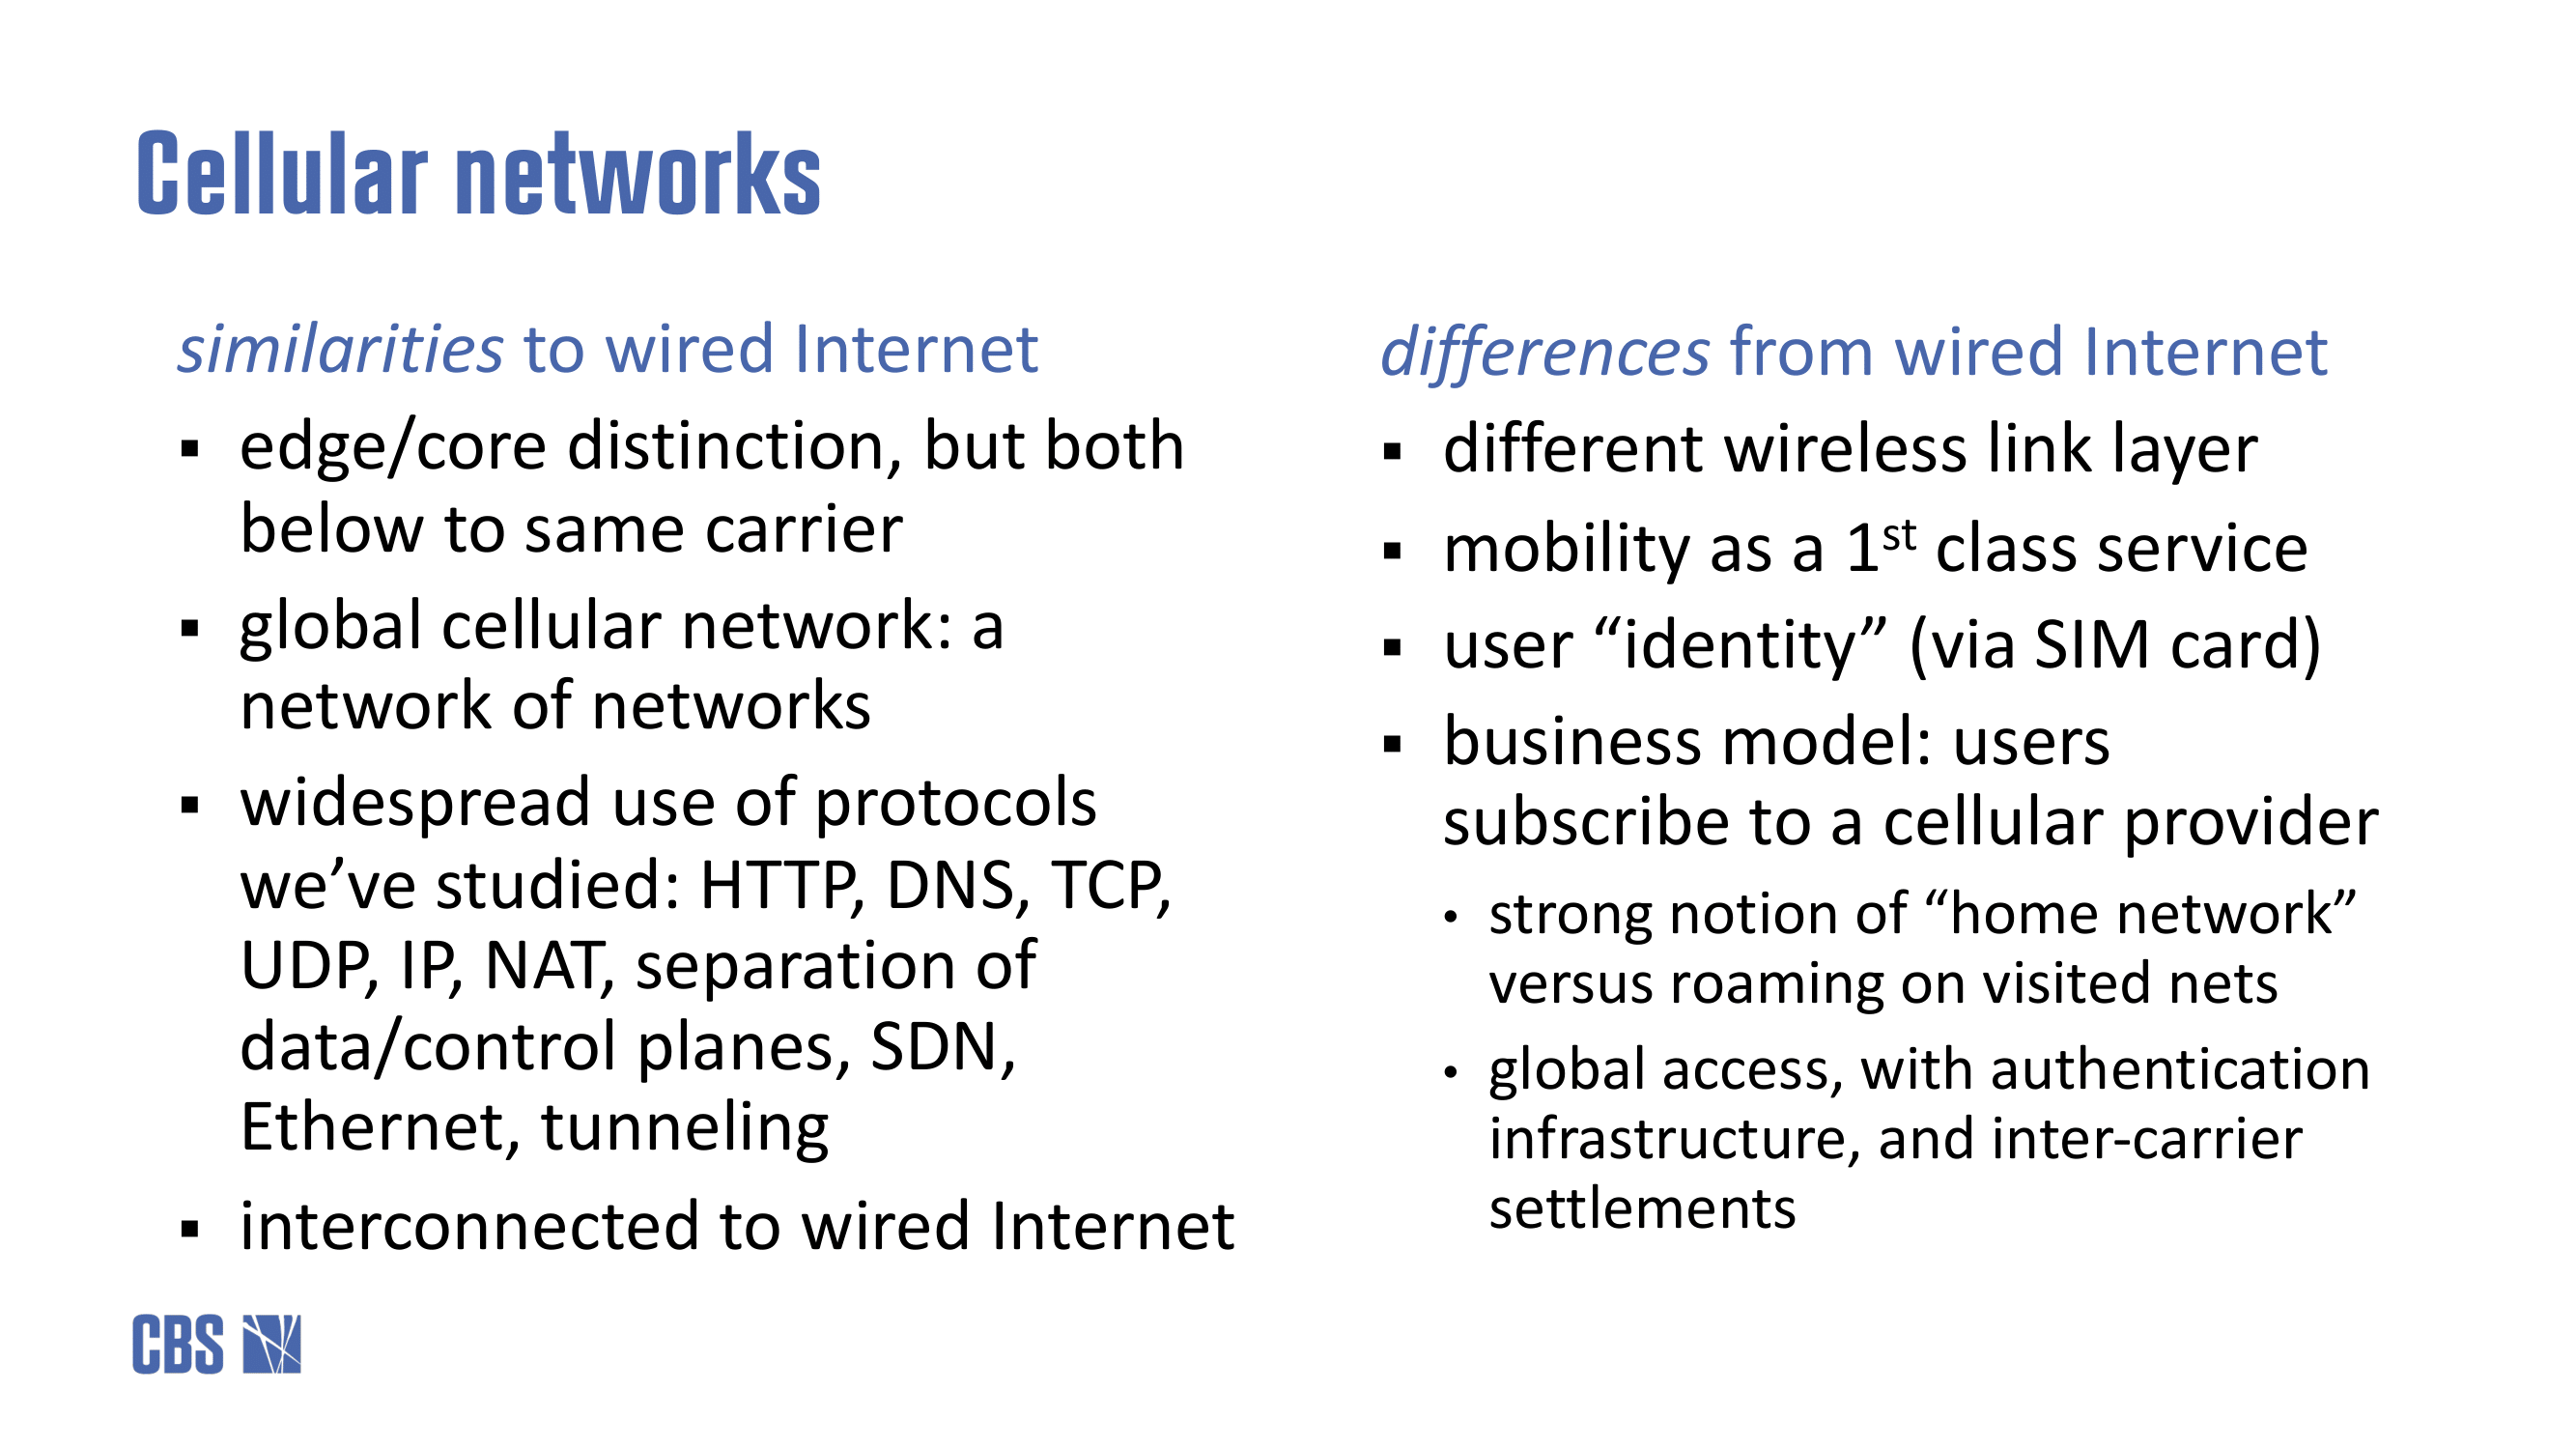 Cellular networks
similarities to wired Internet
▪ edge/core distinction, but both
below to same carrier
▪ global cellular network: a
network of networks
▪ widespread use of protocols
we’ve studied: HTTP, DNS, TCP,
UDP, IP, NAT, separation of
data/control planes, SDN,
Ethernet, tunneling
▪ interconnected to wired Internet
differences from wired Internet
▪ different wireless link layer
▪ mobility as a 1st class service
▪ user “identity” (via SIM card)
▪ business model: users
subscribe to a cellular provider
• strong notion of “home network”
versus roaming on visited nets
• global access, with authentication
infrastructure, and inter-carrier
settlements
CBS